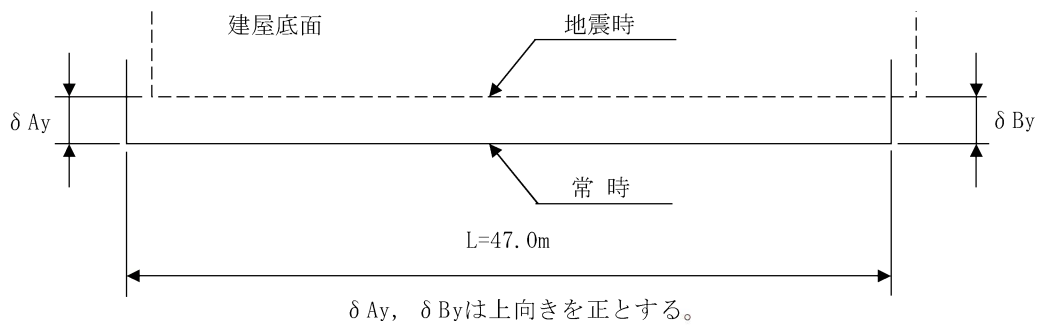 建屋底面
地震時
δAy
δBy
常 時
L=47.0m
δAy, δByは上向きを正とする。